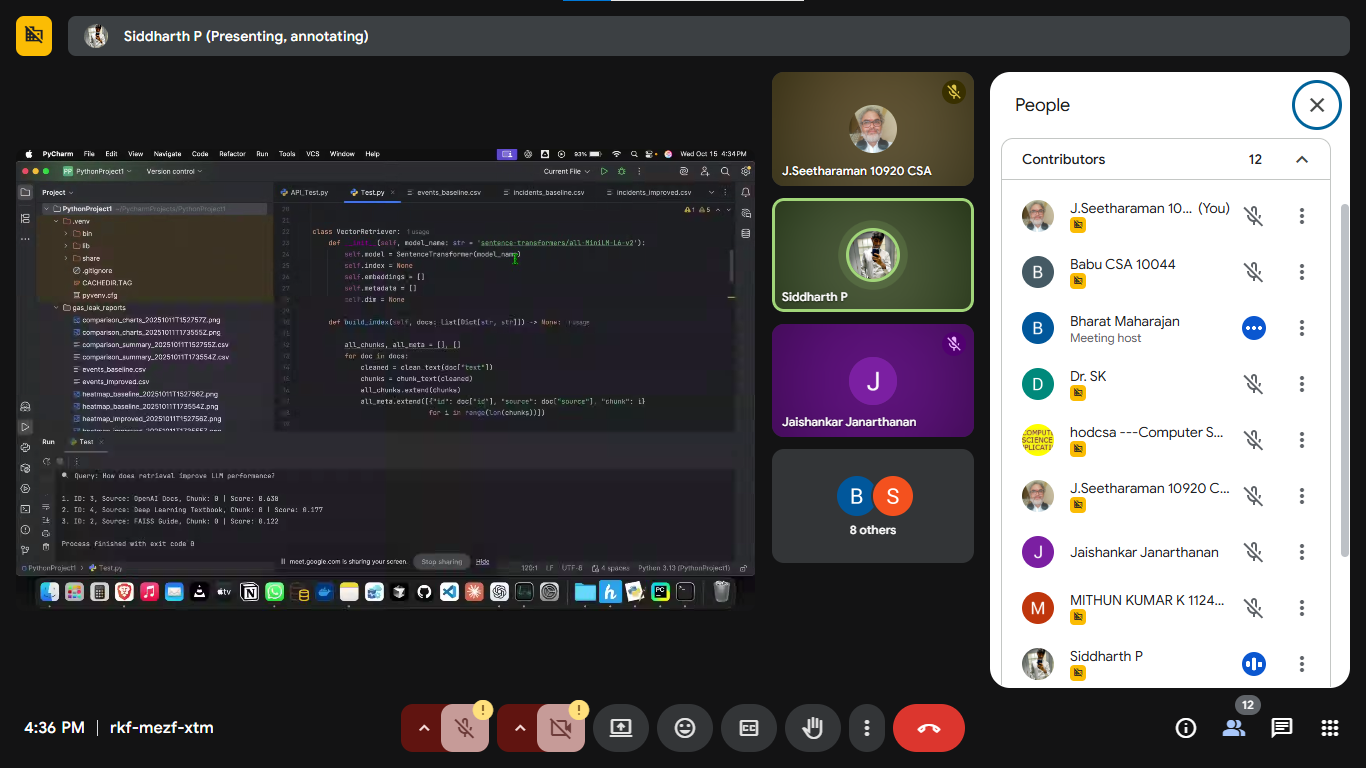 Siddharth P (Presenting, annotating)
PyCharm File Edit View Navigate Code Refactor Run Tools VCS Window Help
93%
Wed Oct 15 4:34 PM
PythonProject1
Version control
Current File
Project
API_Test.py
Test.py
events_baseline.csv
incidents_baseline.csv
incidents_improved.csv
PythonProject1 ~/PycharmProjects/PythonProject1
.venv
bin
lib
share
.gitignore
CACHEDIR.TAG
pyvenv.cfg
gas_leak_reports
comparison_charts_20251011T152757Z.png
comparison_charts_20251011T173555Z.png
comparison_summary_20251011T152755Z.csv
comparison_summary_20251011T173554Z.csv
events_baseline.csv
events_improved.csv
heatmap_baseline_20251011T152756Z.png
heatmap_baseline_20251011T173554Z.png
heatmap_improved_20251011T152756Z.png
class VectorRetriever: 1 usage
def (self, model_name: str = 'sentence-transformers/all-MiniLM-L6-v2'):
self.model = SentenceTransformer(model_name)
self.index = None
self.embeddings = []
self.metadata = []
self.dim = None
def build_index(self, docs: List[Dict[str, str]]) -> None: 1 usage
all_chunks, all_meta = [], []
for doc in docs:
cleaned = clean_text(doc["text"])
chunks = chunk_text(cleaned)
all_chunks.extend(chunks)
all_meta.extend([{"id": doc["id"], "source": doc["source"], "chunk": i}
for i in range(len(chunks))])
Run
Test
Query: How does retrieval improve LLM performance?
1. ID: 3, Source: OpenAI Docs, Chunk: 0 | Score: 0.630
2. ID: 4, Source: Deep Learning Textbook, Chunk: 0 | Score: 0.177
3. ID: 2, Source: FAISS Guide, Chunk: 0 | Score: 0.122
Process finished with exit code 0
meet.google.com is sharing your screen.
Stop sharing
Hide
PythonProject1 > Test.py
120:1 LF UTF-8 4 spaces Python 3.13 (PythonProject1)
J.Seetharaman 10920 CSA
Siddharth P
J
Jaishankar Janarthanan
B
S
8 others
People
Contributors
12
J.Seetharaman 10... (You)
B
Babu CSA 10044
B
Bharat Maharajan
Meeting host
D
Dr. SK
hodcsa ---Computer S...
J.Seetharaman 10920 C...
J
Jaishankar Janarthanan
M
MITHUN KUMAR K 1124...
Siddharth P
4:36 PM | rkf-mezf-xtm
12